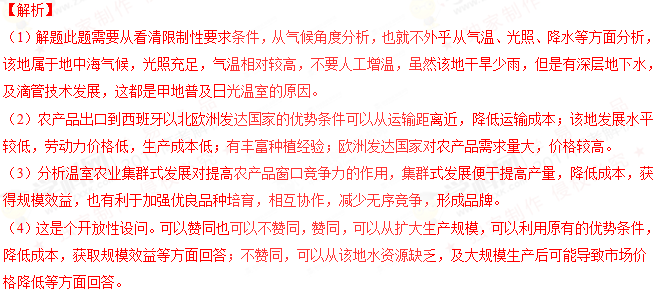 【解析】
（1）解题此题需要从看清限制性要求条件，从气候角度分析，也就不外乎从气温、光照、降水等方面分析，
该地属于地中海气候，光照充足，气温相对较高，不要人工增温，虽然该地干旱少雨，但是有深层地下水，
及滴管技术发展，这都是甲地普及日光温室的原因。
（2）农产品出口到西班牙以北欧洲发达国家的优势条件可以从运输距离近，降低运输成本；该地发展水平
较低，劳动力价格低，生产成本低；有丰富种植经验；欧洲发达国家对农产品需求量大，价格较高。
（3）分析温室农业集群式发展对提高农产品窗口竞争力的作用，集群式发展便于提高产量，降低成本，获
得规模效益，也有利于加强优良品种培育，相互协作，减少无序竞争，形成品牌。
（4）这是个开放性设问。可以赞同也可以不赞同，赞同，可以从扩大生产规模，可以利用原有的优势条件，
降低成本，获取规模效益等方面回答；不赞同，可以从该地水资源缺乏，及大规模生产后可能导致市场价
格降低等方面回答。